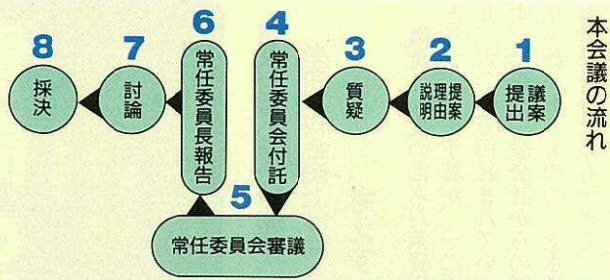 本会議の流れ
1
議案
提出
2
提案
理由
説明
3
質疑
4
常任委員会付託
5
常任委員会審議
6
常任委員長報告
7
討論
8
採決